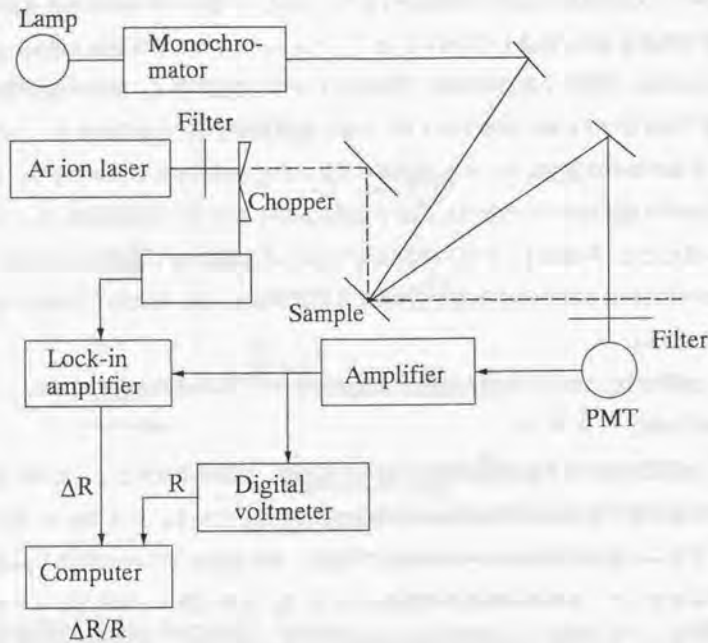 Lamp
Monochro-
mator
Filter
Ar ion laser
Chopper
Sample
Filter
Lock-in
amplifier
Amplifier
PMT
ΔR
R
Digital
voltmeter
Computer
ΔR/R